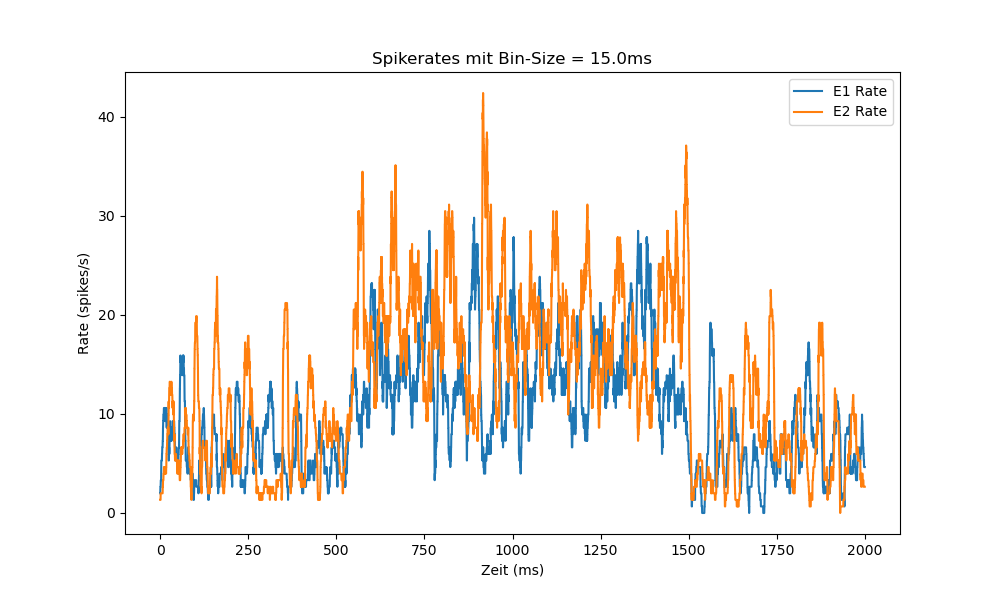 Spikerates mit Bin-Size = 15.0ms
E1 Rate
E2 Rate
Rate (spikes/s)
40
30
20
10
0
0 250 500 750 1000 1250 1500 1750 2000
Zeit (ms)